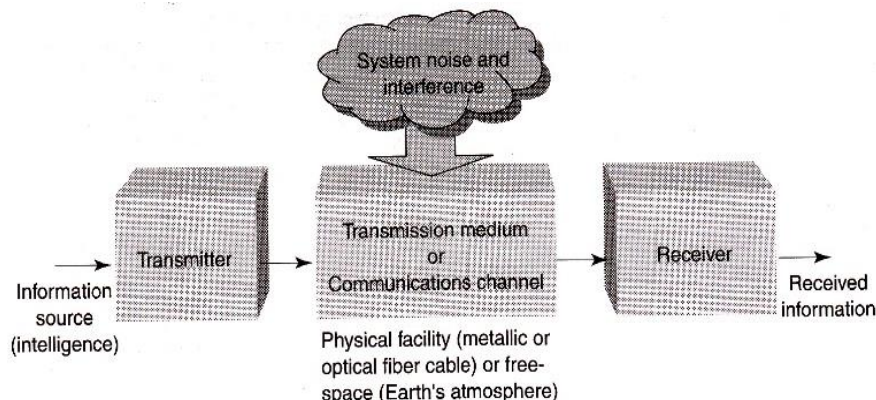 System noise and
interference
Transmitter
Transmission medium
or
Communications channel
Receiver
Information
source
(intelligence)
Received
information
Physical facility (metallic or
optical fiber cable) or free-
space (Earth's atmosphere)